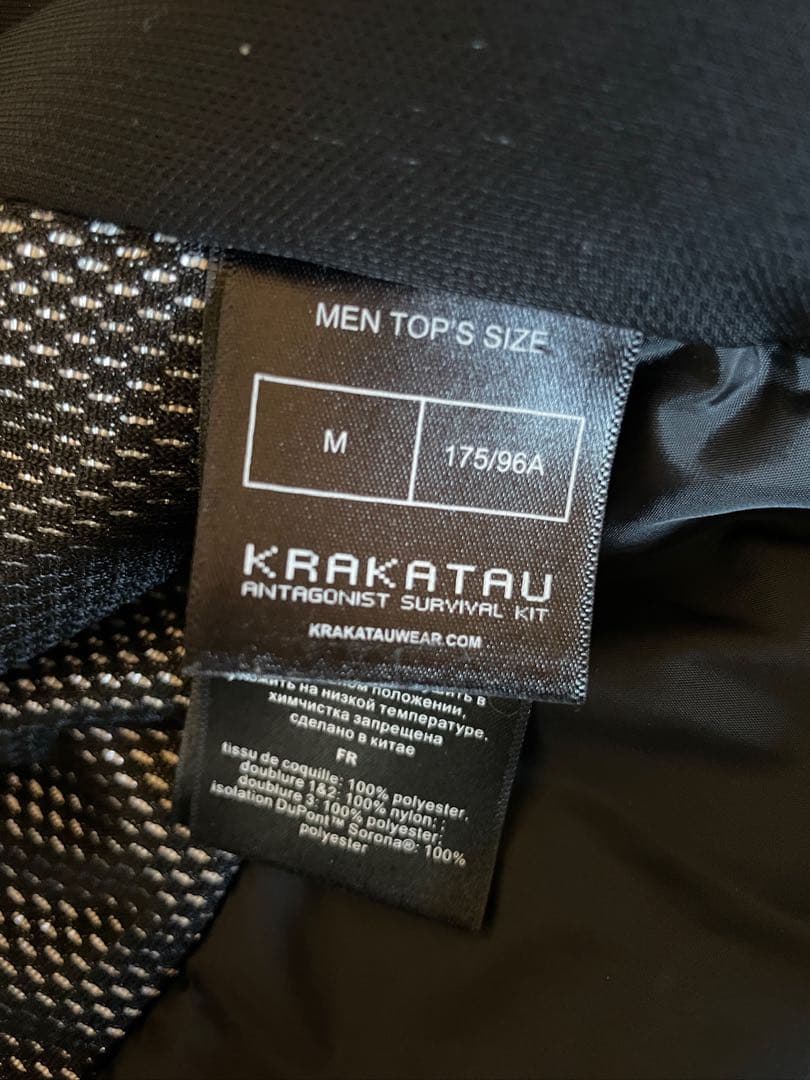 MEN TOP'S SIZE
M
175/96A
KRAKATAU
ANTAGONIST SURVIVAL KIT
KRAKATAUWEAR.COM
положении,
на низкой температуре,
химчистка запрещена
сделано в китае
FR
tissu de coquille: 100% polyester,
doublure 1&2: 100% nylon;
doublure 3: 100% polyester;
isolation DuPont™ Sorona®: 100%
polyester